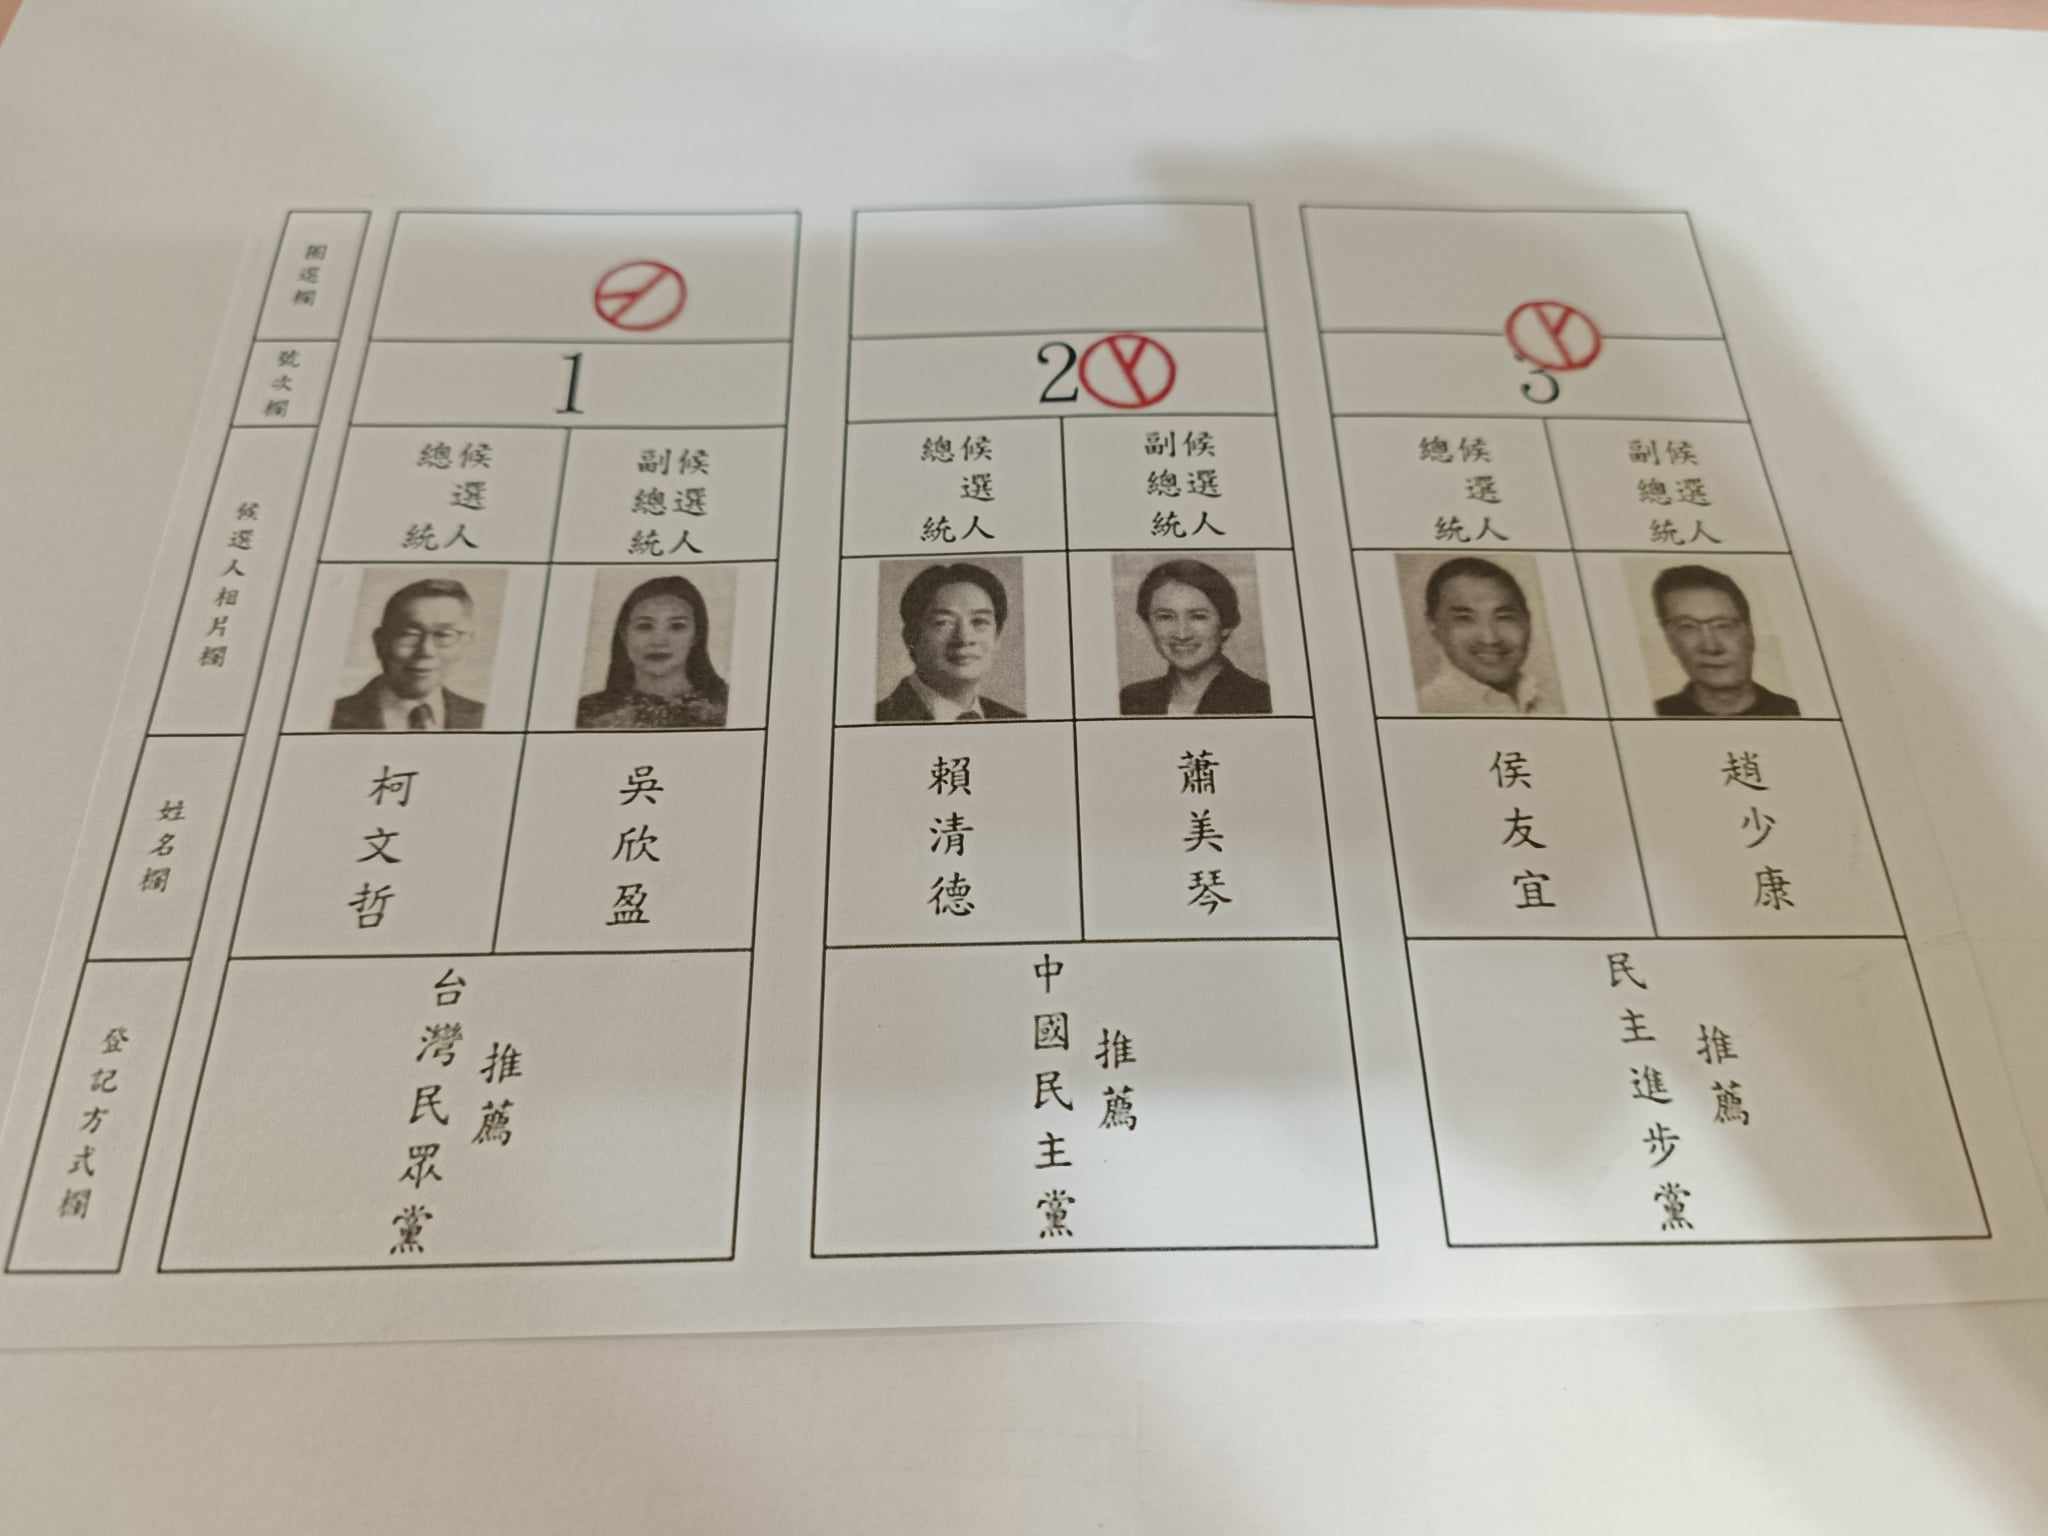 圈選欄
號次欄
候選人相片欄
姓名欄
登記方式欄
1
總統
候選人
副總統
候選人
柯文哲
吳欣盈
台灣民眾黨
推薦
2
總統
候選人
副總統
候選人
賴清德
蕭美琴
中國民主黨
推薦
3
總統
候選人
副總統
候選人
侯友宜
趙少康
民主進步黨
推薦